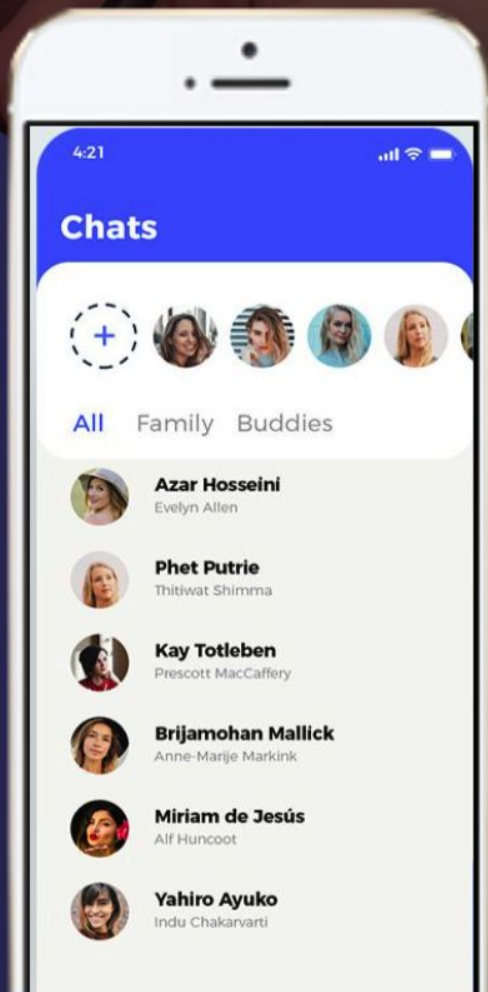 4:21
Chats
All Family Buddies
Azar Hosseini
Evelyn Allen
Phet Putrie
Thitiwat Shimma
Kay Totleben
Prescott MacCaffery
Brijamohan Mallick
Anne-Marije Markink
Miriam de Jesús
Alf Huncoot
Yahiro Ayuko
Indu Chakarvarti